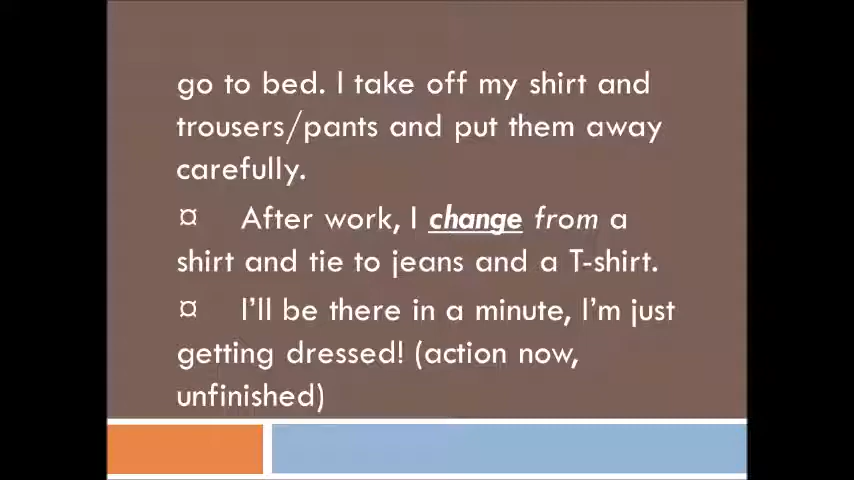 go to bed. I take off my shirt and
trousers/pants and put them away
carefully.
¤ After work, I change from a
shirt and tie to jeans and a T-shirt.
¤ I’ll be there in a minute, I’m just
getting dressed! (action now,
unfinished)